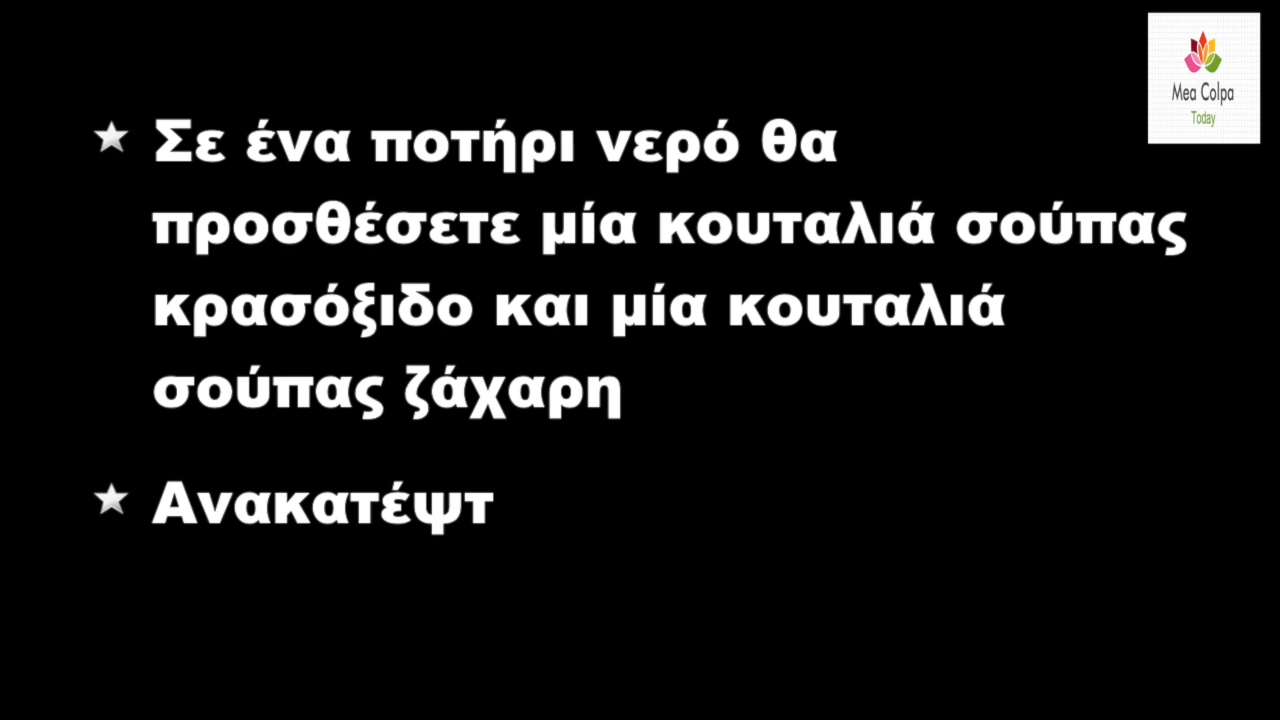 Mea Colpa
Today
Σε ένα ποτήρι νερό θα
προσθέσετε μία κουταλιά σούπας
κρασόξιδο και μία κουταλιά
σούπας ζάχαρη
Ανακατέψτ